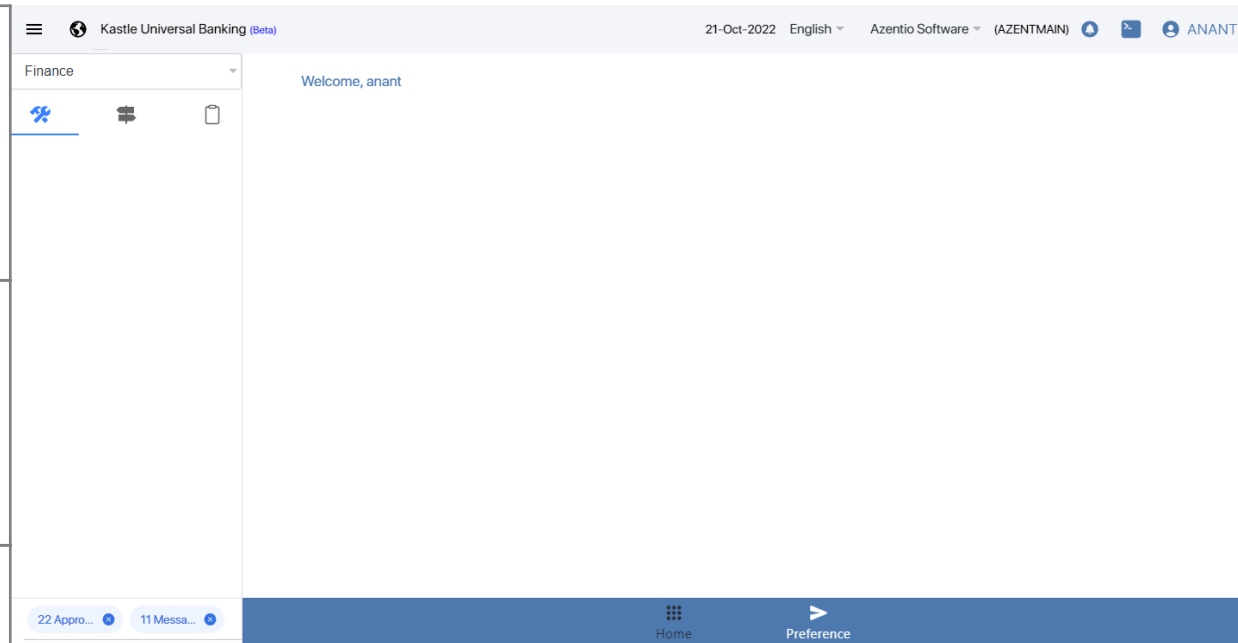 Kastle Universal Banking (Beta) 21-Oct-2022 English Azentio Software (AZENTMAIN) ANANT
Finance
Welcome, anant
22 Appro... 11 Messa...
Home Preference